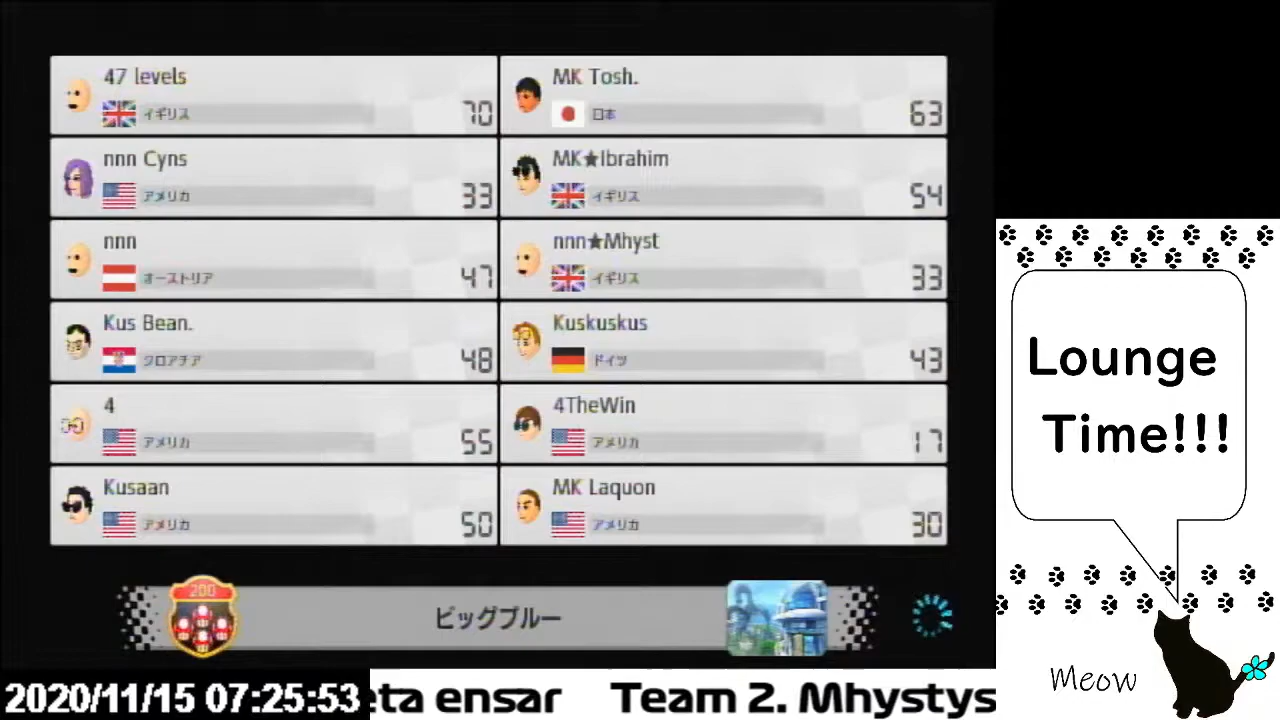 47 levels
イギリス
70
MK Tosh.
日本
63
nnn Cyns
アメリカ
33
MK★Ibrahim
イギリス
54
nnn
オーストリア
47
nnn★Mhyst
イギリス
33
Kus Bean.
クロアチア
48
Kuskuskus
ドイツ
43
4
アメリカ
55
4TheWin
アメリカ
17
Kusaan
アメリカ
50
MK Laquon
アメリカ
30
200
ビッグブルー
Lounge
Time!!!
Meow
2020/11/15 07:25:53
eta ensar Team 2. Mhystys